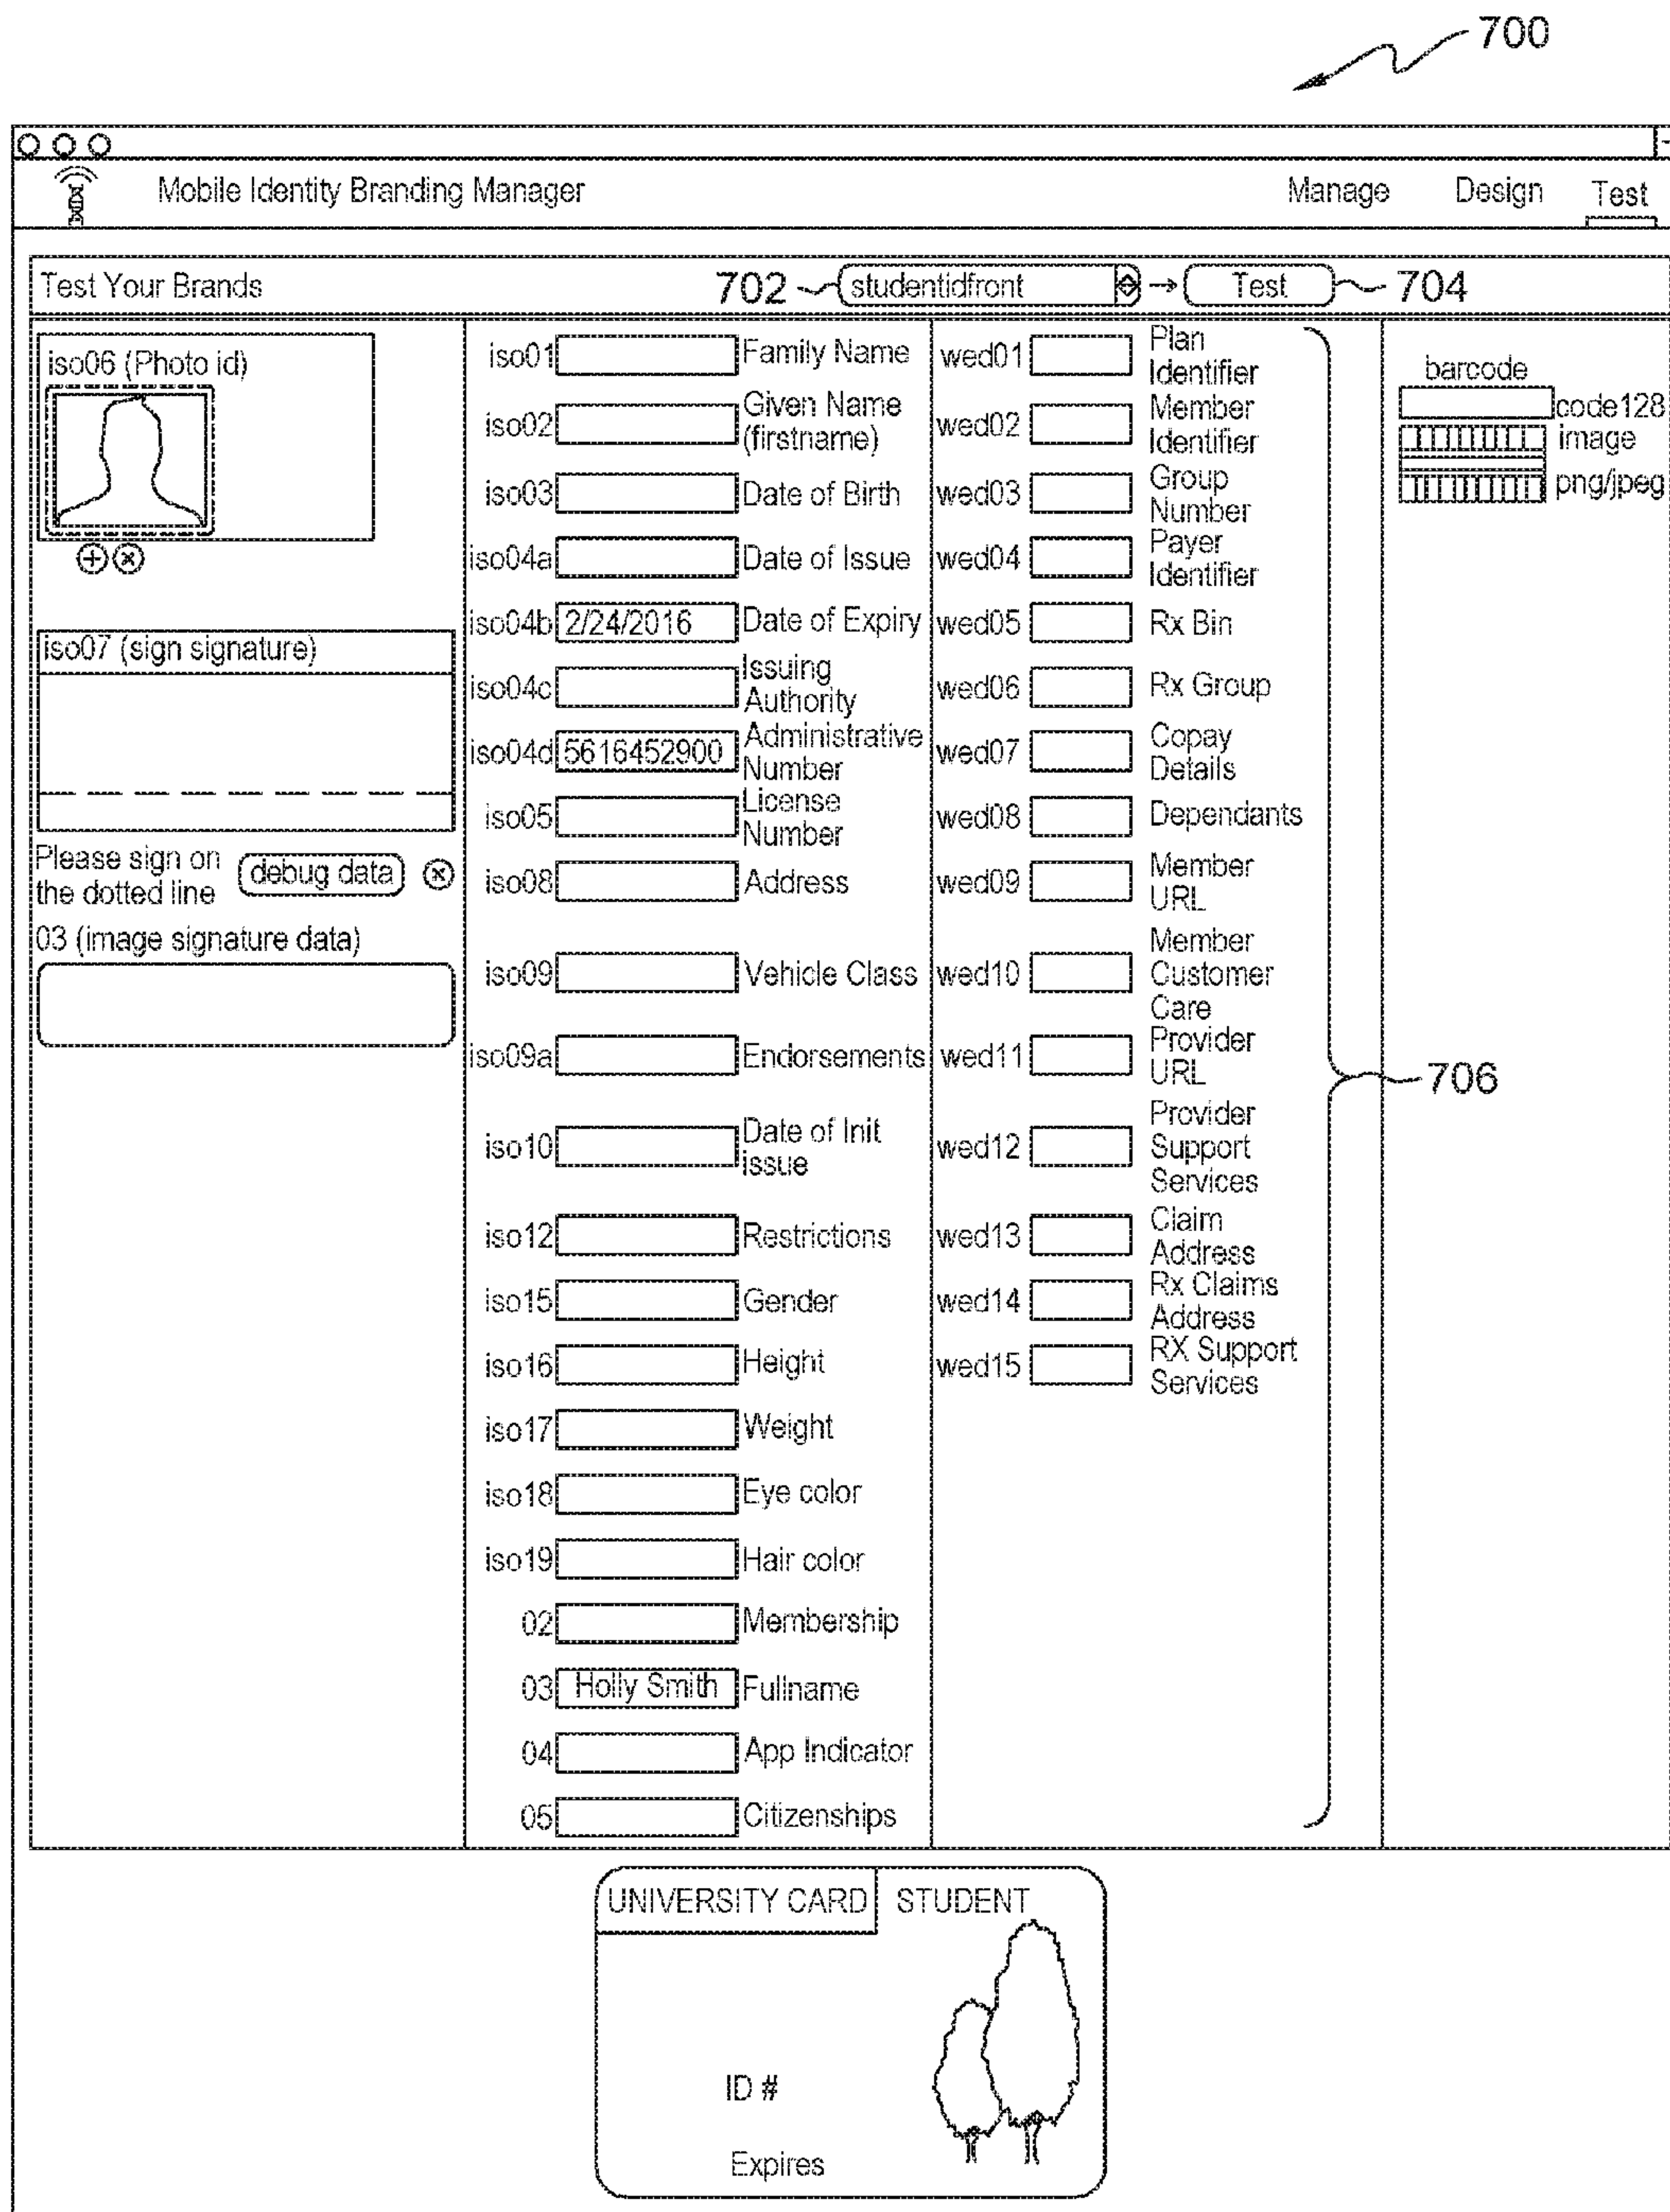 700
Mobile Identity Branding Manager
Manage
Design
Test
Test Your Brands
702
studentidfront
Test
704
iso06 (Photo id)
iso07 (sign signature)
Please sign on
the dotted line
debug data
03 (image signature data)
iso01
Family Name
iso02
Given Name
(firstname)
iso03
Date of Birth
iso04a
Date of Issue
iso04b
2/24/2016
Date of Expiry
iso04c
Issuing
Authority
iso04d
5616452900
Administrative
Number
iso05
License
Number
iso08
Address
iso09
Vehicle Class
iso09a
Endorsements
iso10
Date of Init
issue
iso12
Restrictions
iso15
Gender
iso16
Height
iso17
Weight
iso18
Eye color
iso19
Hair color
02
Membership
03
Holly Smith
Fullname
04
App Indicator
05
Citizenships
wed01
Plan
Identifier
wed02
Member
Identifier
wed03
Group
Number
wed04
Payer
Identifier
wed05
Rx Bin
wed06
Rx Group
wed07
Copay
Details
wed08
Dependants
wed09
Member
URL
wed10
Member
Customer
Care
wed11
Provider
URL
wed12
Provider
Support
Services
wed13
Claim
Address
wed14
Rx Claims
Address
wed15
RX Support
Services
706
barcode
code128
image
png/jpeg
UNIVERSITY CARD
STUDENT
ID #
Expires